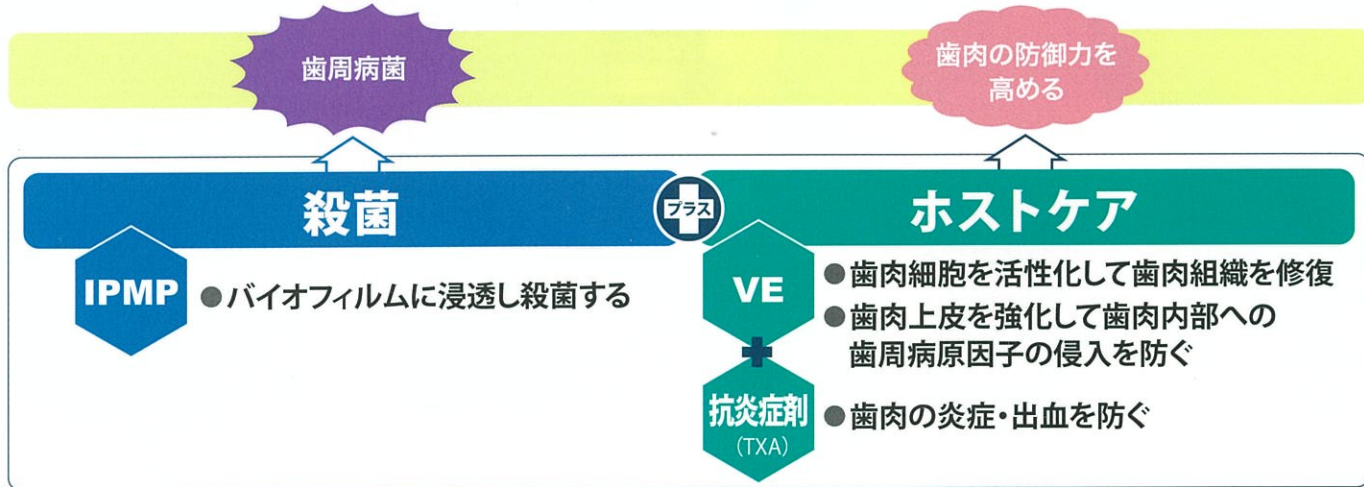 歯周病菌
歯肉の防御力を
高める
殺菌
プラス
ホストケア
IPMP
●バイオフィルムに浸透し殺菌する
VE
●歯肉細胞を活性化して歯肉組織を修復
●歯肉上皮を強化して歯肉内部への
歯周病原因子の侵入を防ぐ
抗炎症剤
(TXA)
●歯肉の炎症・出血を防ぐ